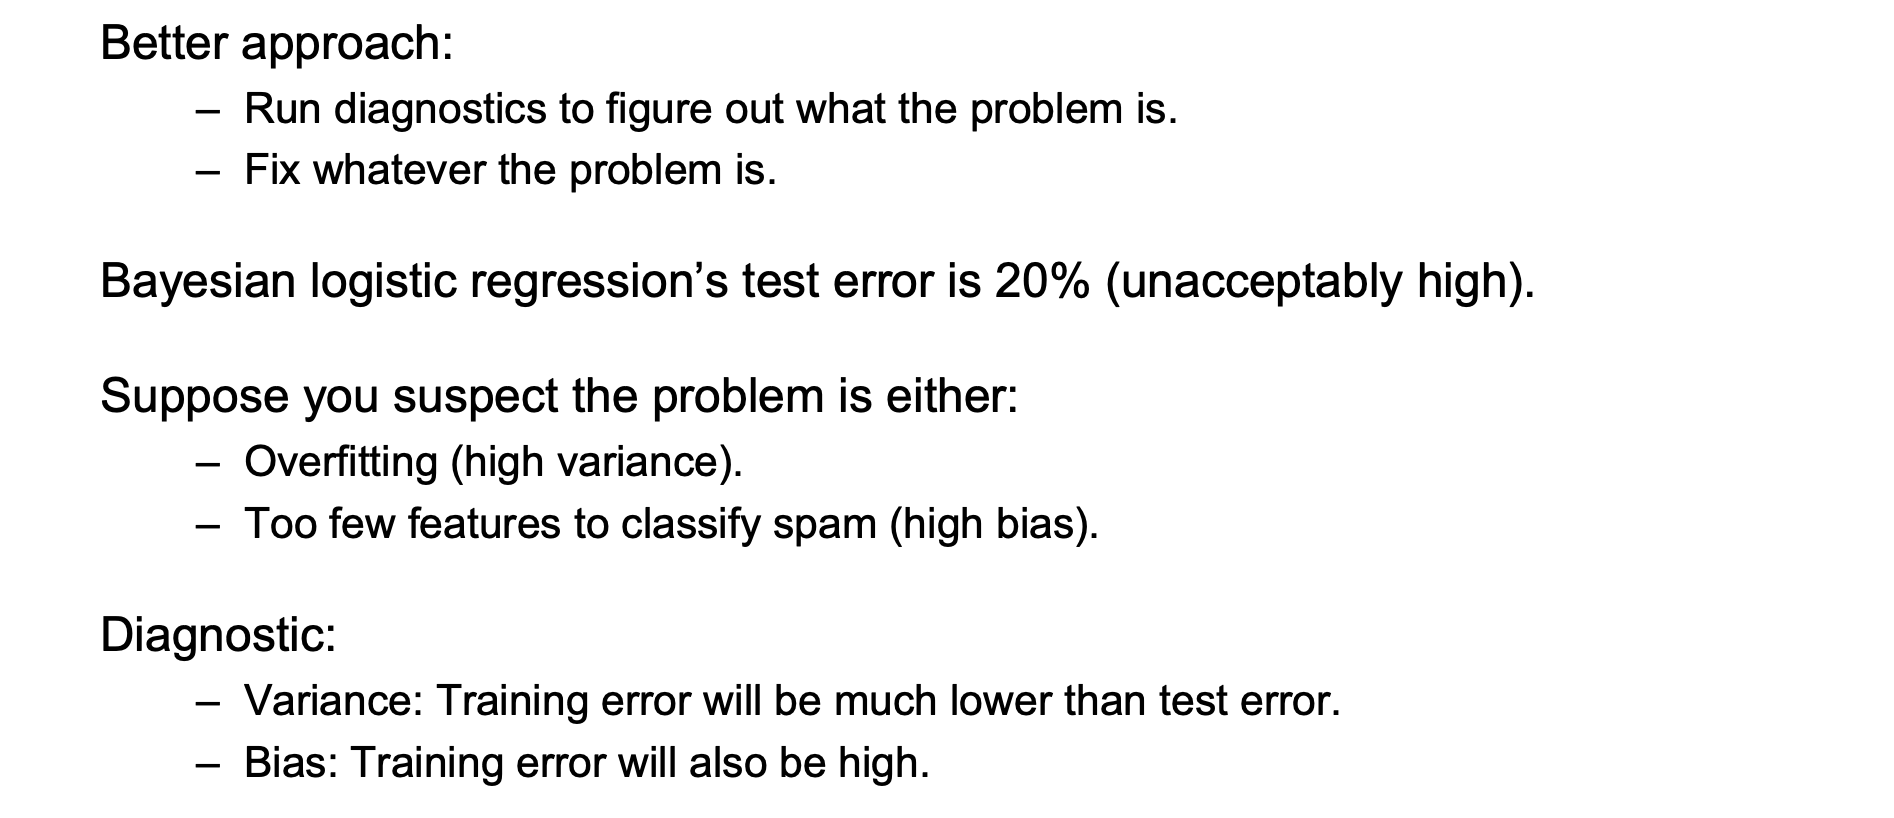 Better approach:
– Run diagnostics to figure out what the problem is.
– Fix whatever the problem is.
Bayesian logistic regression’s test error is 20% (unacceptably high).
Suppose you suspect the problem is either:
– Overfitting (high variance).
– Too few features to classify spam (high bias).
Diagnostic:
– Variance: Training error will be much lower than test error.
– Bias: Training error will also be high.